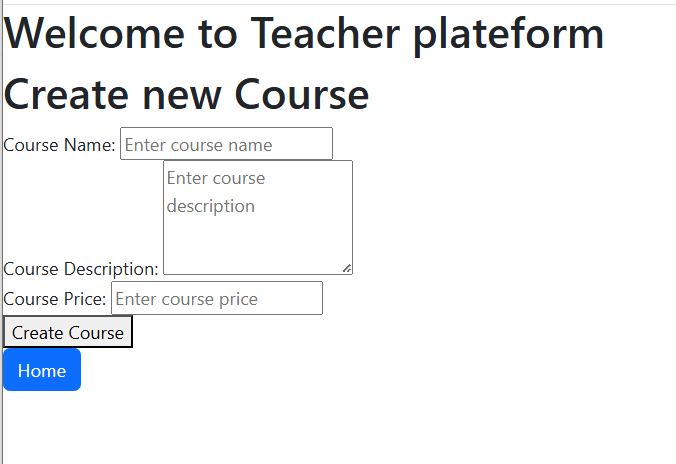 Welcome to Teacher plateform
Create new Course
Course Name: Enter course name
Course Description: Enter course
description
Course Price: Enter course price
Create Course
Home